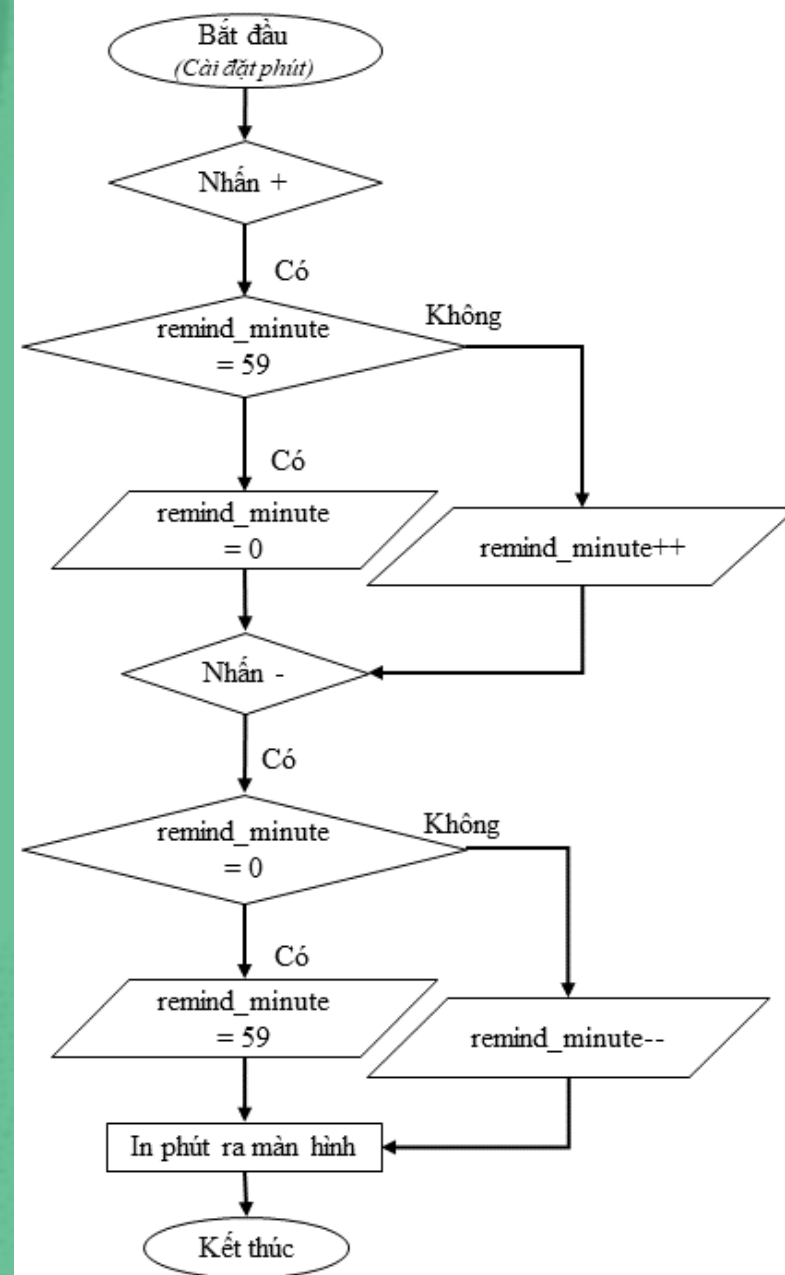 Bắt đầu
(Cài đặt phút)
Nhấn +
Có
remind_minute
= 59
Không
Có
remind_minute
= 0
remind_minute++
Nhấn -
Có
remind_minute
= 0
Không
Có
remind_minute
= 59
remind_minute--
In phút ra màn hình
Kết thúc